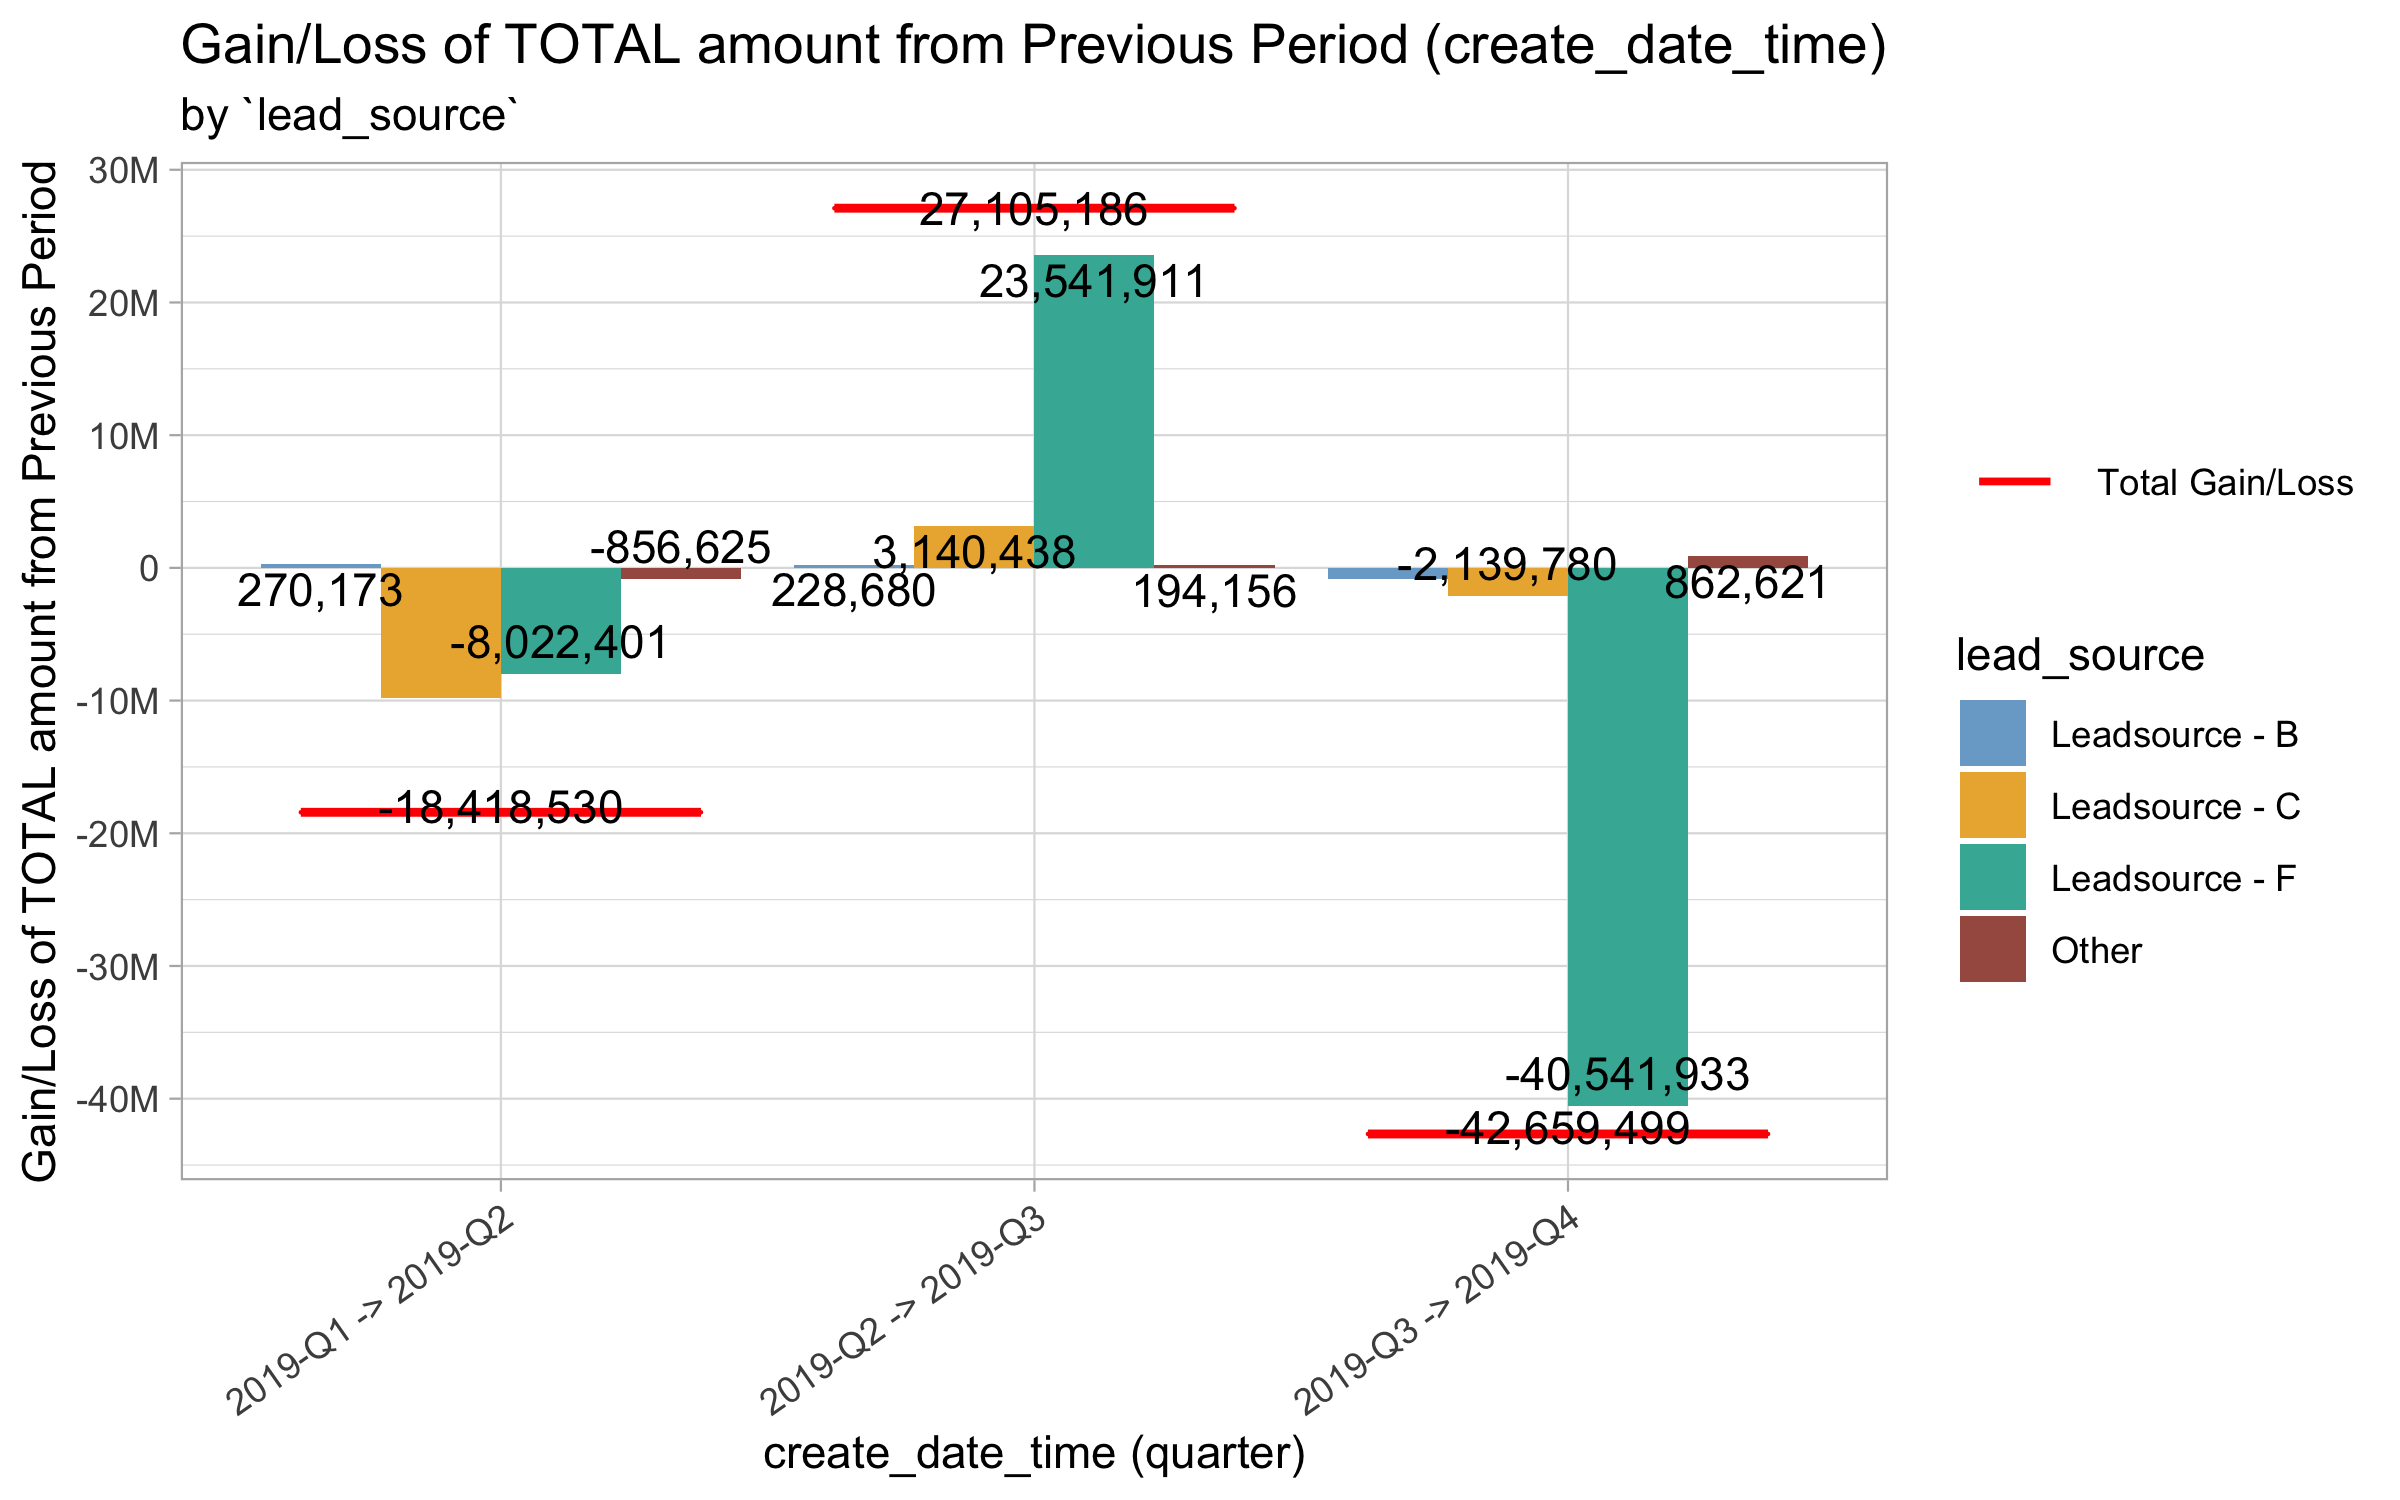 Gain/Loss of TOTAL amount from Previous Period (create_date_time)
by `lead_source`
Gain/Loss of TOTAL amount from Previous Period
30M
20M
10M
0
-10M
-20M
-30M
-40M
27,105,186
23,541,911
-856,625
3,140,438
-2,139,780
270,173
228,680
194,156
862,621
-8,022,401
-18,418,530
-40,541,933
-42,659,499
2019-Q1 -> 2019-Q2
2019-Q2 -> 2019-Q3
2019-Q3 -> 2019-Q4
create_date_time (quarter)
Total Gain/Loss
lead_source
Leadsource - B
Leadsource - C
Leadsource - F
Other